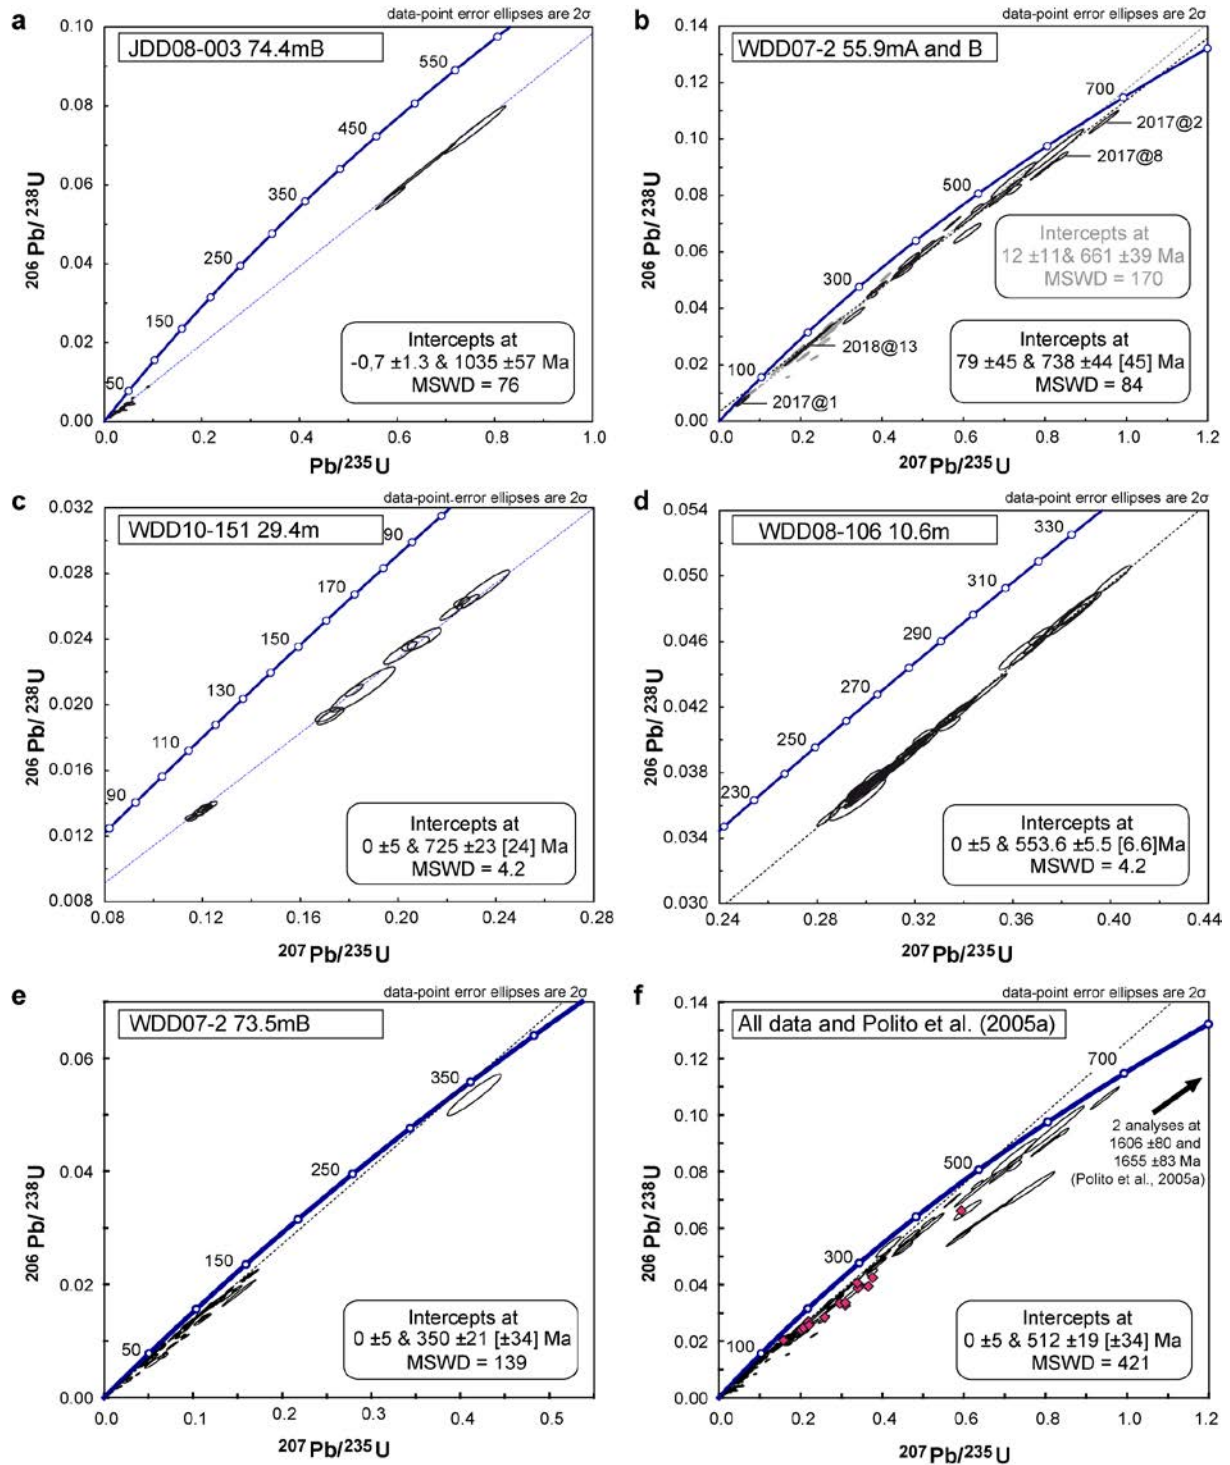 a
data-point error ellipses are 2σ
JDD08-003 74.4mB
0.10
0.08
0.06
0.04
0.02
0.00
206 Pb/238U
50
150
250
350
450
550
Intercepts at
-0,7 ±1.3 & 1035 ±57 Ma
MSWD = 76
0.0 0.2 0.4 0.6 0.8 1.0
Pb/235U
b
data-point error ellipses are 2σ
WDD07-2 55.9mA and B
0.14
0.12
0.10
0.08
0.06
0.04
0.02
0.00
206 Pb/238U
700
500
300
100
2017@2
2017@8
2018@13
2017@1
Intercepts at
12 ±11& 661 ±39 Ma
MSWD = 170
Intercepts at
79 ±45 & 738 ±44 [45] Ma
MSWD = 84
0.0 0.2 0.4 0.6 0.8 1.0 1.2
207Pb/235U
c
data-point error ellipses are 2σ
WDD10-151 29.4m
0.032
0.028
0.024
0.020
0.016
0.012
0.008
206 Pb/238U
90
170
150
130
110
90
Intercepts at
0 ±5 & 725 ±23 [24] Ma
MSWD = 4.2
0.08 0.12 0.16 0.20 0.24 0.28
207Pb/235U
d
data-point error ellipses are 2σ
WDD08-106 10.6m
0.054
0.050
0.046
0.042
0.038
0.034
0.030
206 Pb/238U
330
310
290
270
250
230
Intercepts at
0 ±5 & 553.6 ±5.5 [6.6]Ma
MSWD = 4.2
0.24 0.28 0.32 0.36 0.40 0.44
207Pb/235U
e
data-point error ellipses are 2σ
WDD07-2 73.5mB
0.06
0.04
0.02
0.00
206 Pb/238U
350
250
150
50
Intercepts at
0 ±5 & 350 ±21 [±34] Ma
MSWD = 139
0.0 0.1 0.2 0.3 0.4 0.5
207Pb/235U
f
data-point error ellipses are 2σ
All data and Polito et al. (2005a)
0.14
0.12
0.10
0.08
0.06
0.04
0.02
0.00
206 Pb/238U
700
500
300
100
2 analyses at
1606 ±80 and
1655 ±83 Ma
(Polito et al., 2005a)
Intercepts at
0 ±5 & 512 ±19 [±34] Ma
MSWD = 421
0.0 0.2 0.4 0.6 0.8 1.0 1.2
207Pb/235U